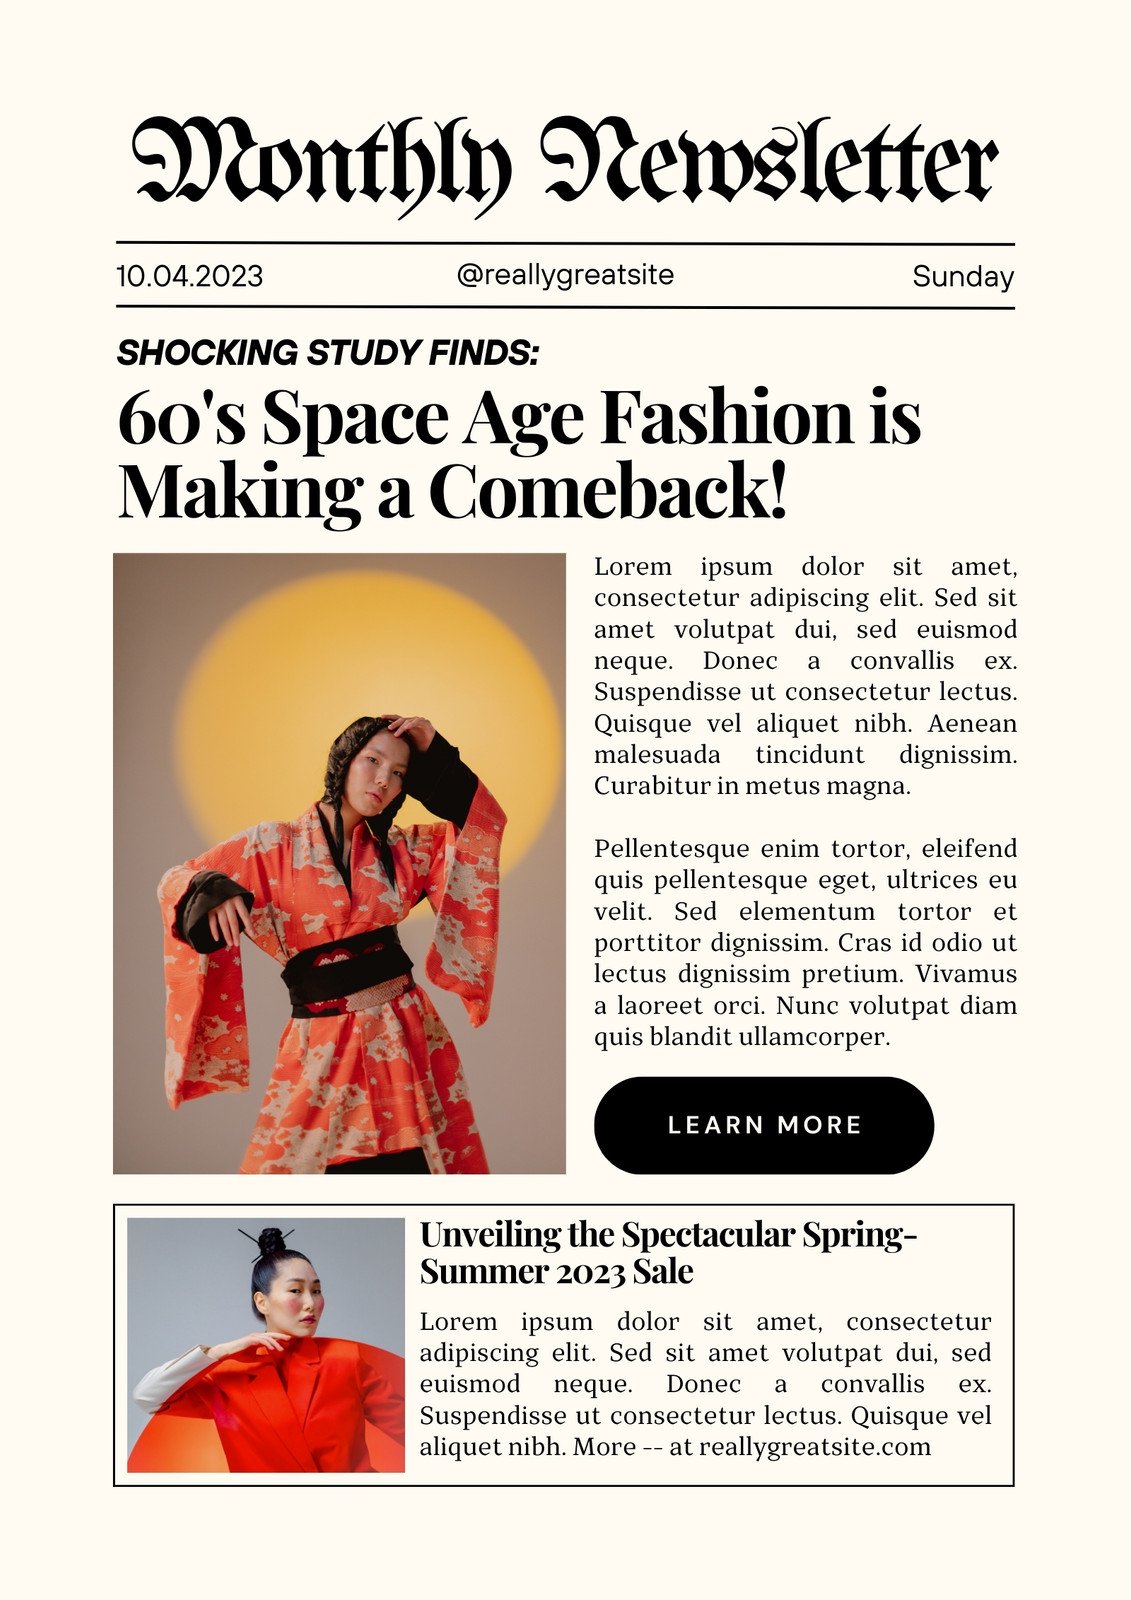 Monthly Newsletter
10.04.2023 @reallygreatsite Sunday
SHOCKING STUDY FINDS:
60's Space Age Fashion is
Making a Comeback!
Lorem ipsum dolor sit amet,
consectetur adipiscing elit. Sed sit
amet volutpat dui, sed euismod
neque. Donec a convallis ex.
Suspendisse ut consectetur lectus.
Quisque vel aliquet nibh. Aenean
malesuada tincidunt dignissim.
Curabitur in metus magna.
Pellentesque enim tortor, eleifend
quis pellentesque eget, ultrices eu
velit. Sed elementum tortor et
porttitor dignissim. Cras id odio ut
lectus dignissim pretium. Vivamus
a laoreet orci. Nunc volutpat diam
quis blandit ullamcorper.
LEARN MORE
Unveiling the Spectacular Spring-
Summer 2023 Sale
Lorem ipsum dolor sit amet, consectetur
adipiscing elit. Sed sit amet volutpat dui, sed
euismod neque. Donec a convallis ex.
Suspendisse ut consectetur lectus. Quisque vel
aliquet nibh. More -- at reallygreatsite.com